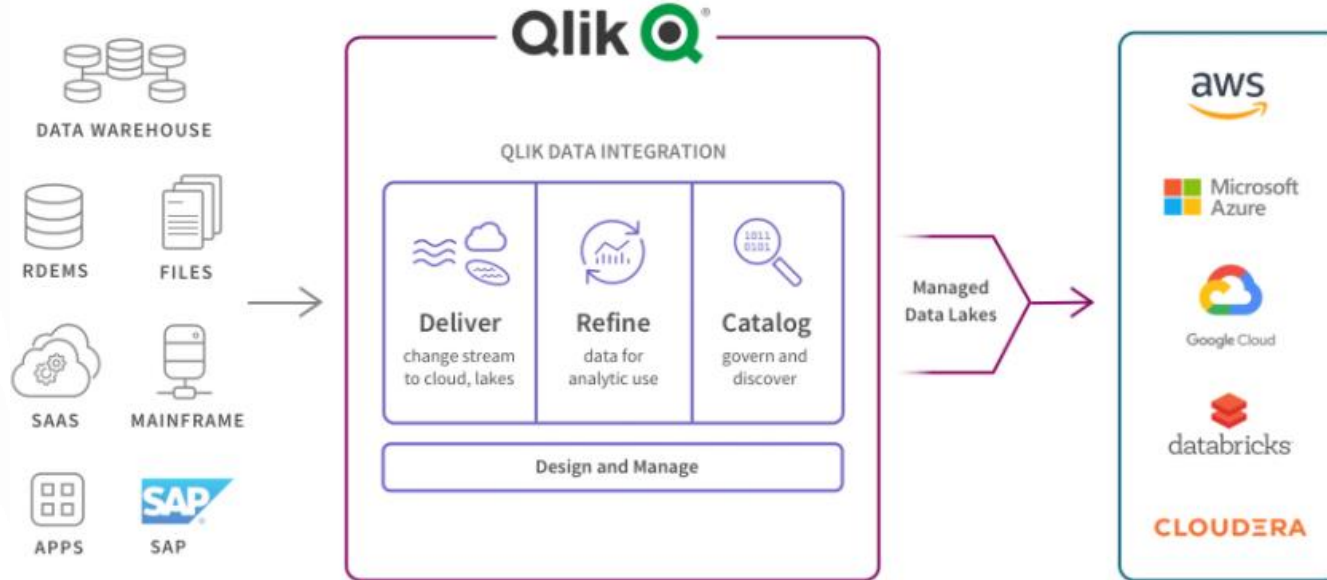 Qlik
DATA WAREHOUSE
RDEMS
FILES
SAAS
MAINFRAME
APPS
SAP
SAP
QLIK DATA INTEGRATION
Deliver
change stream
to cloud, lakes
Refine
data for
analytic use
1011
0101
Catalog
govern and
discover
Design and Manage
Managed
Data Lakes
aws
Microsoft
Azure
Google Cloud
databricks
CLOUDERA